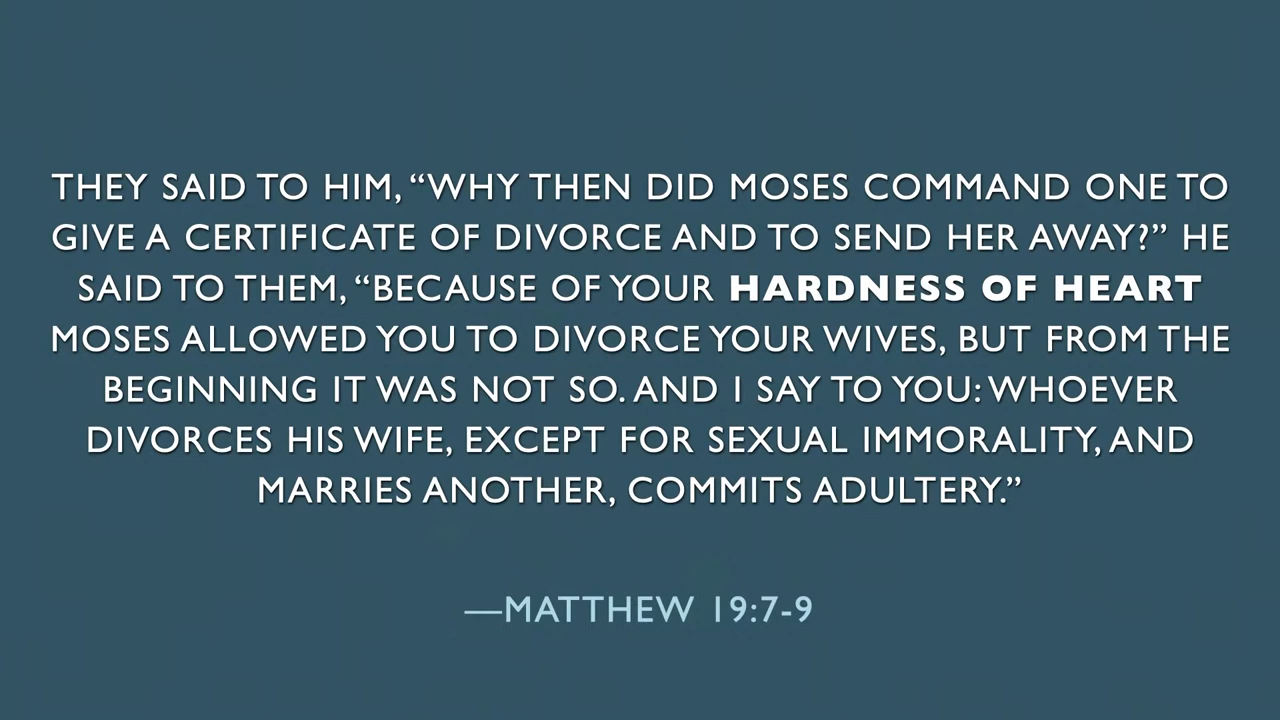 THEY SAID TO HIM, “WHY THEN DID MOSES COMMAND ONE TO
GIVE A CERTIFICATE OF DIVORCE AND TO SEND HER AWAY?” HE
SAID TO THEM, “BECAUSE OF YOUR HARDNESS OF HEART
MOSES ALLOWED YOU TO DIVORCE YOUR WIVES, BUT FROM THE
BEGINNING IT WAS NOT SO. AND I SAY TO YOU: WHOEVER
DIVORCES HIS WIFE, EXCEPT FOR SEXUAL IMMORALITY, AND
MARRIES ANOTHER, COMMITS ADULTERY.”
—MATTHEW 19:7-9